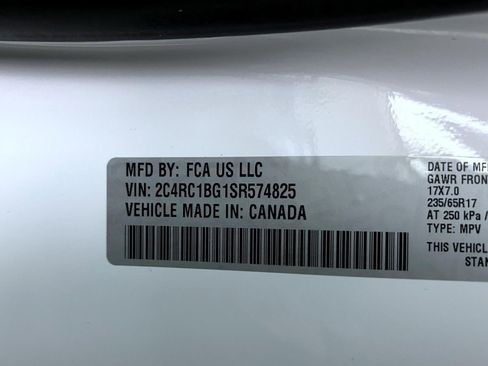 MFD BY: FCA US LLC
VIN: 2C4RC1BG1SR574825
VEHICLE MADE IN: CANADA
DATE OF MF
GAWR FRON
17X7.0
235/65R17
AT 250 kPa /
TYPE: MPV
THIS VEHICL
STAN